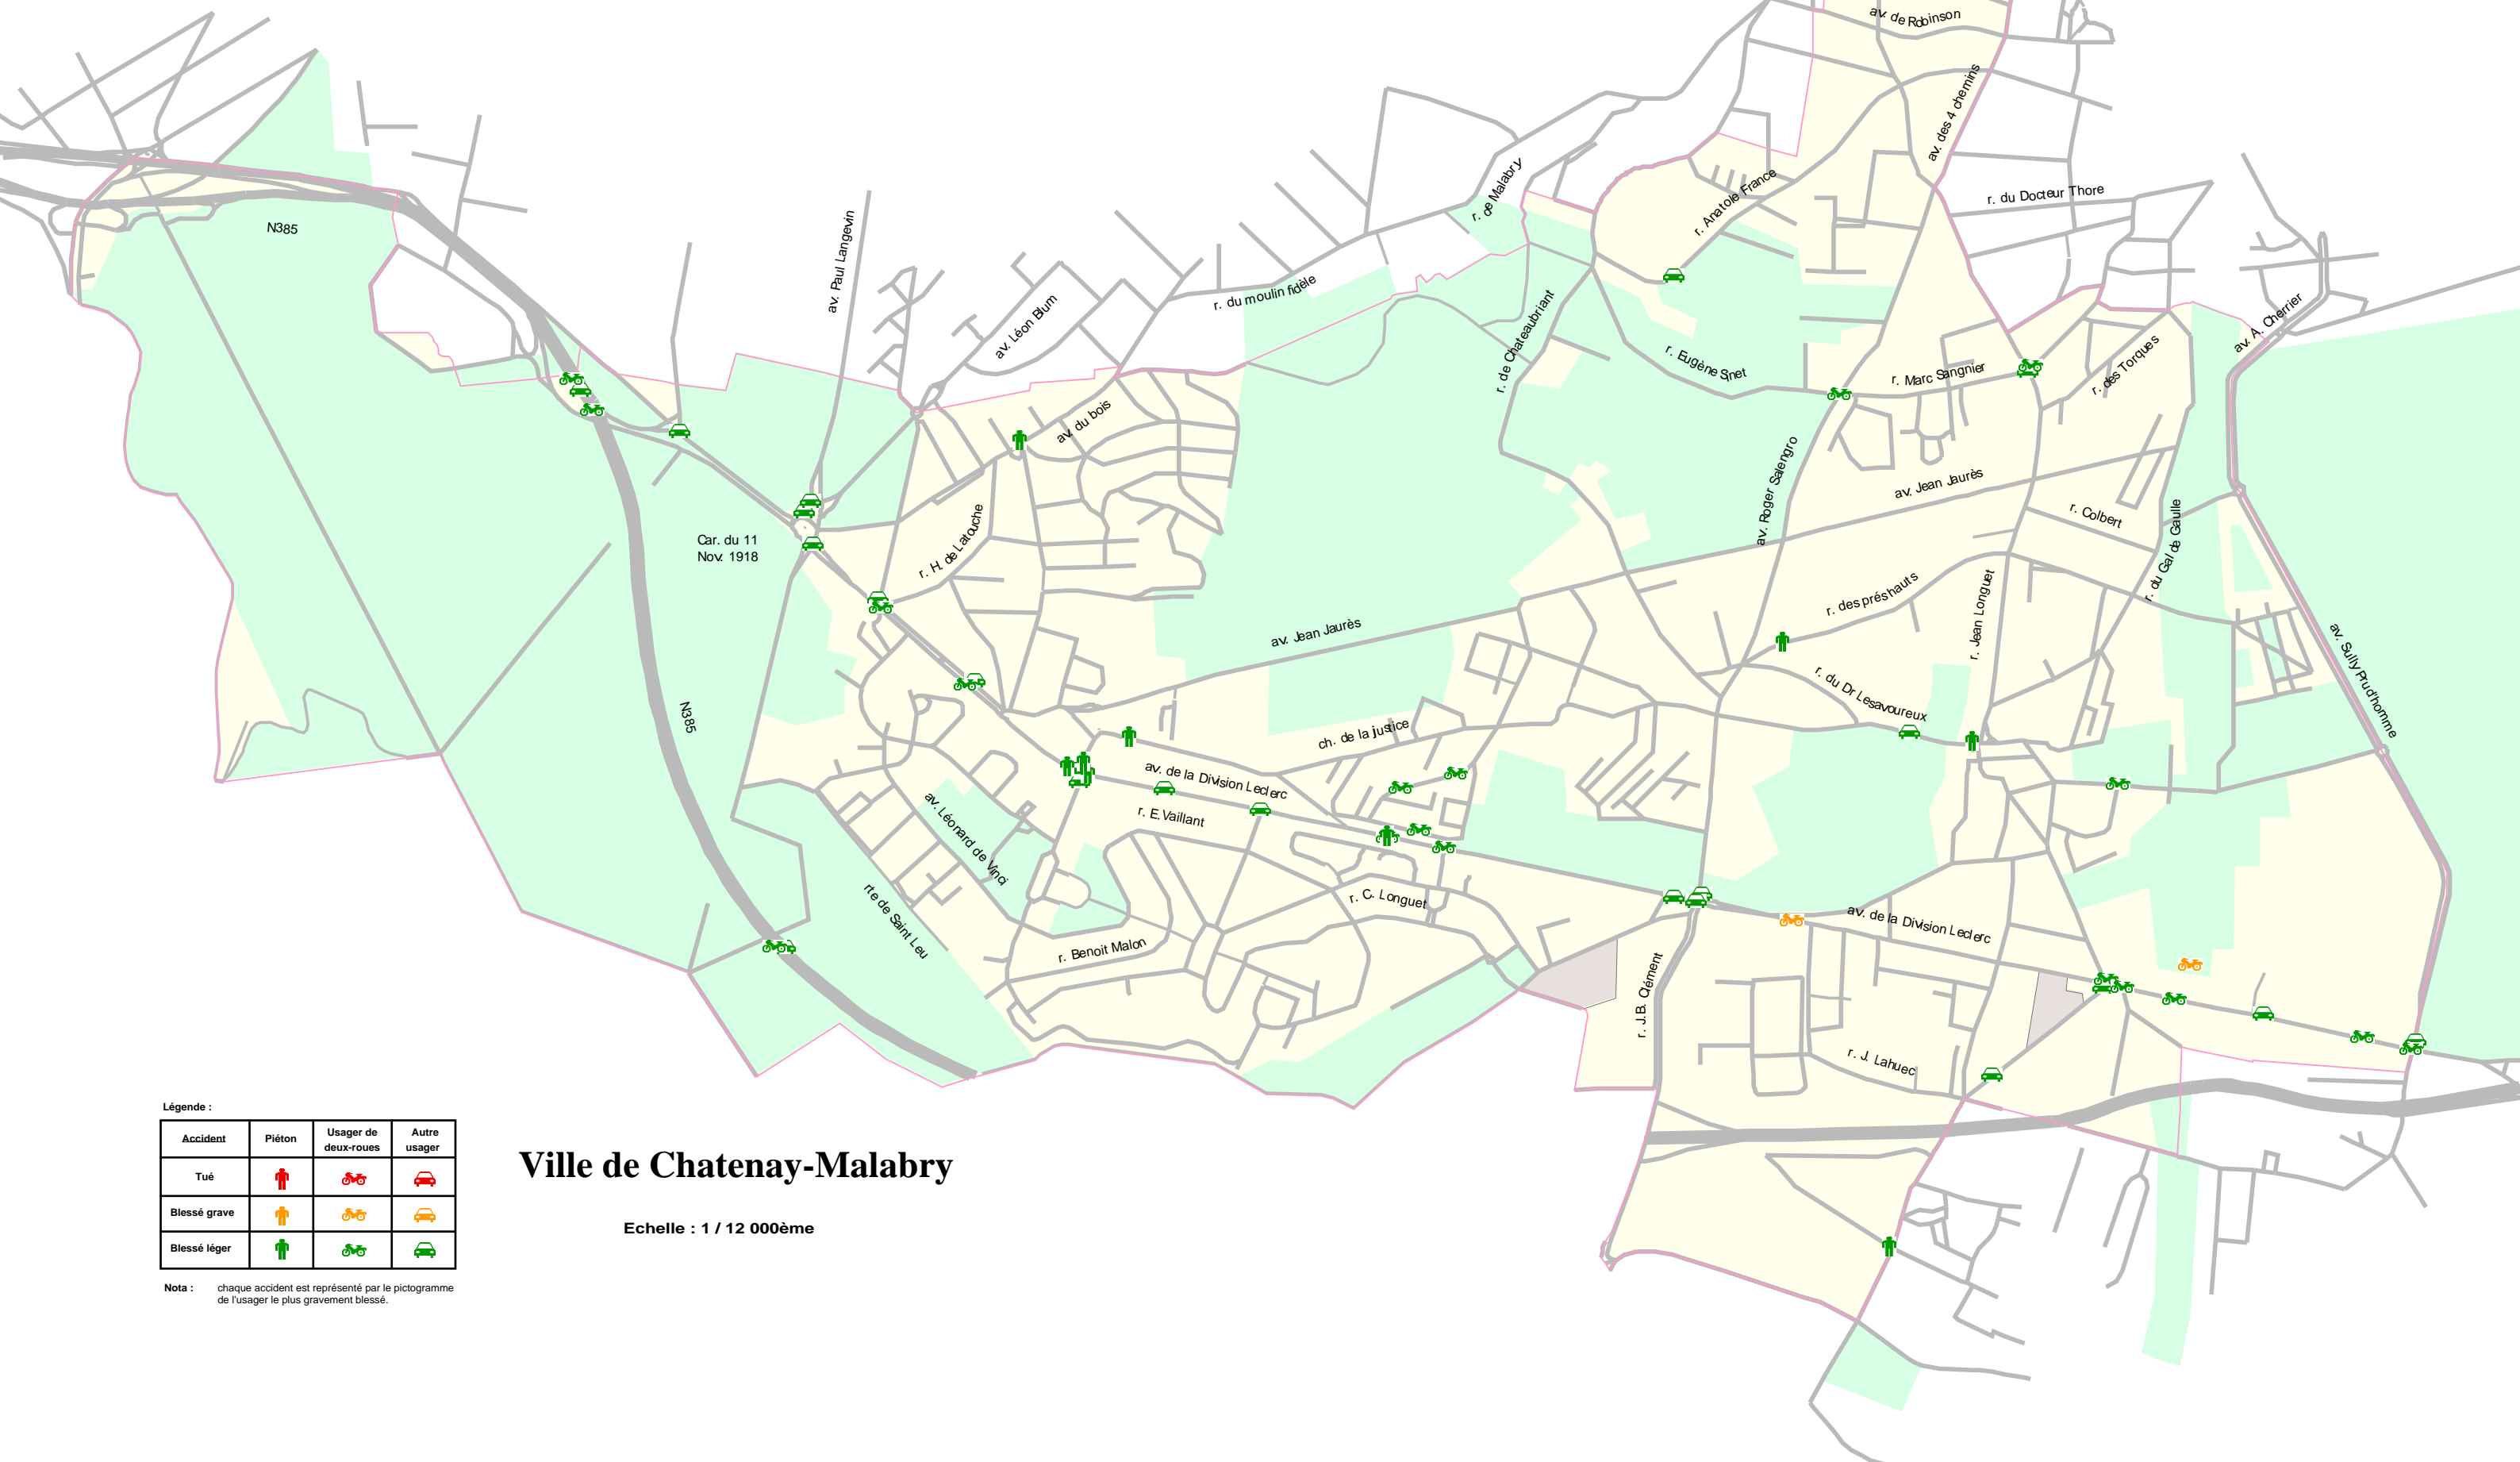 av. de Robinson
av. des 4 chemins
r. de Malabry
r. Anatole France
r. du Docteur Thore
N385
av. Paul Langevin
av. Léon Blum
r. du moulin fidèle
r. de Chateaubriant
r. Eugène Sinet
r. Marc Sangnier
r. des Torques
av. A. Cherrier
av. du bois
av. Roger Salengro
av. Jean Jaurès
r. Colbert
r. du Gal de Gaulle
Car. du 11
Nov. 1918
r. H. de Latouche
r. des préshauts
r. Jean Longuet
av. Jean Jaurès
av. Sully Prud'homme
N385
r. du Dr Lesavoureux
ch. de la justice
av. de la Division Leclerc
r. E.Vaillant
av. Léonard de Vinci
rte de Saint Leu
r. C. Longuet
r. Benoit Malon
av. de la Division Leclerc
r. J.B. Clément
r. J. Lahuec
Légende :
Accident Piéton Usager de deux-roues Autre usager
Tué
Blessé grave
Blessé léger
Nota : chaque accident est représenté par le pictogramme
de l'usager le plus gravement blessé.
Ville de Chatenay-Malabry
Echelle : 1 / 12 000ème